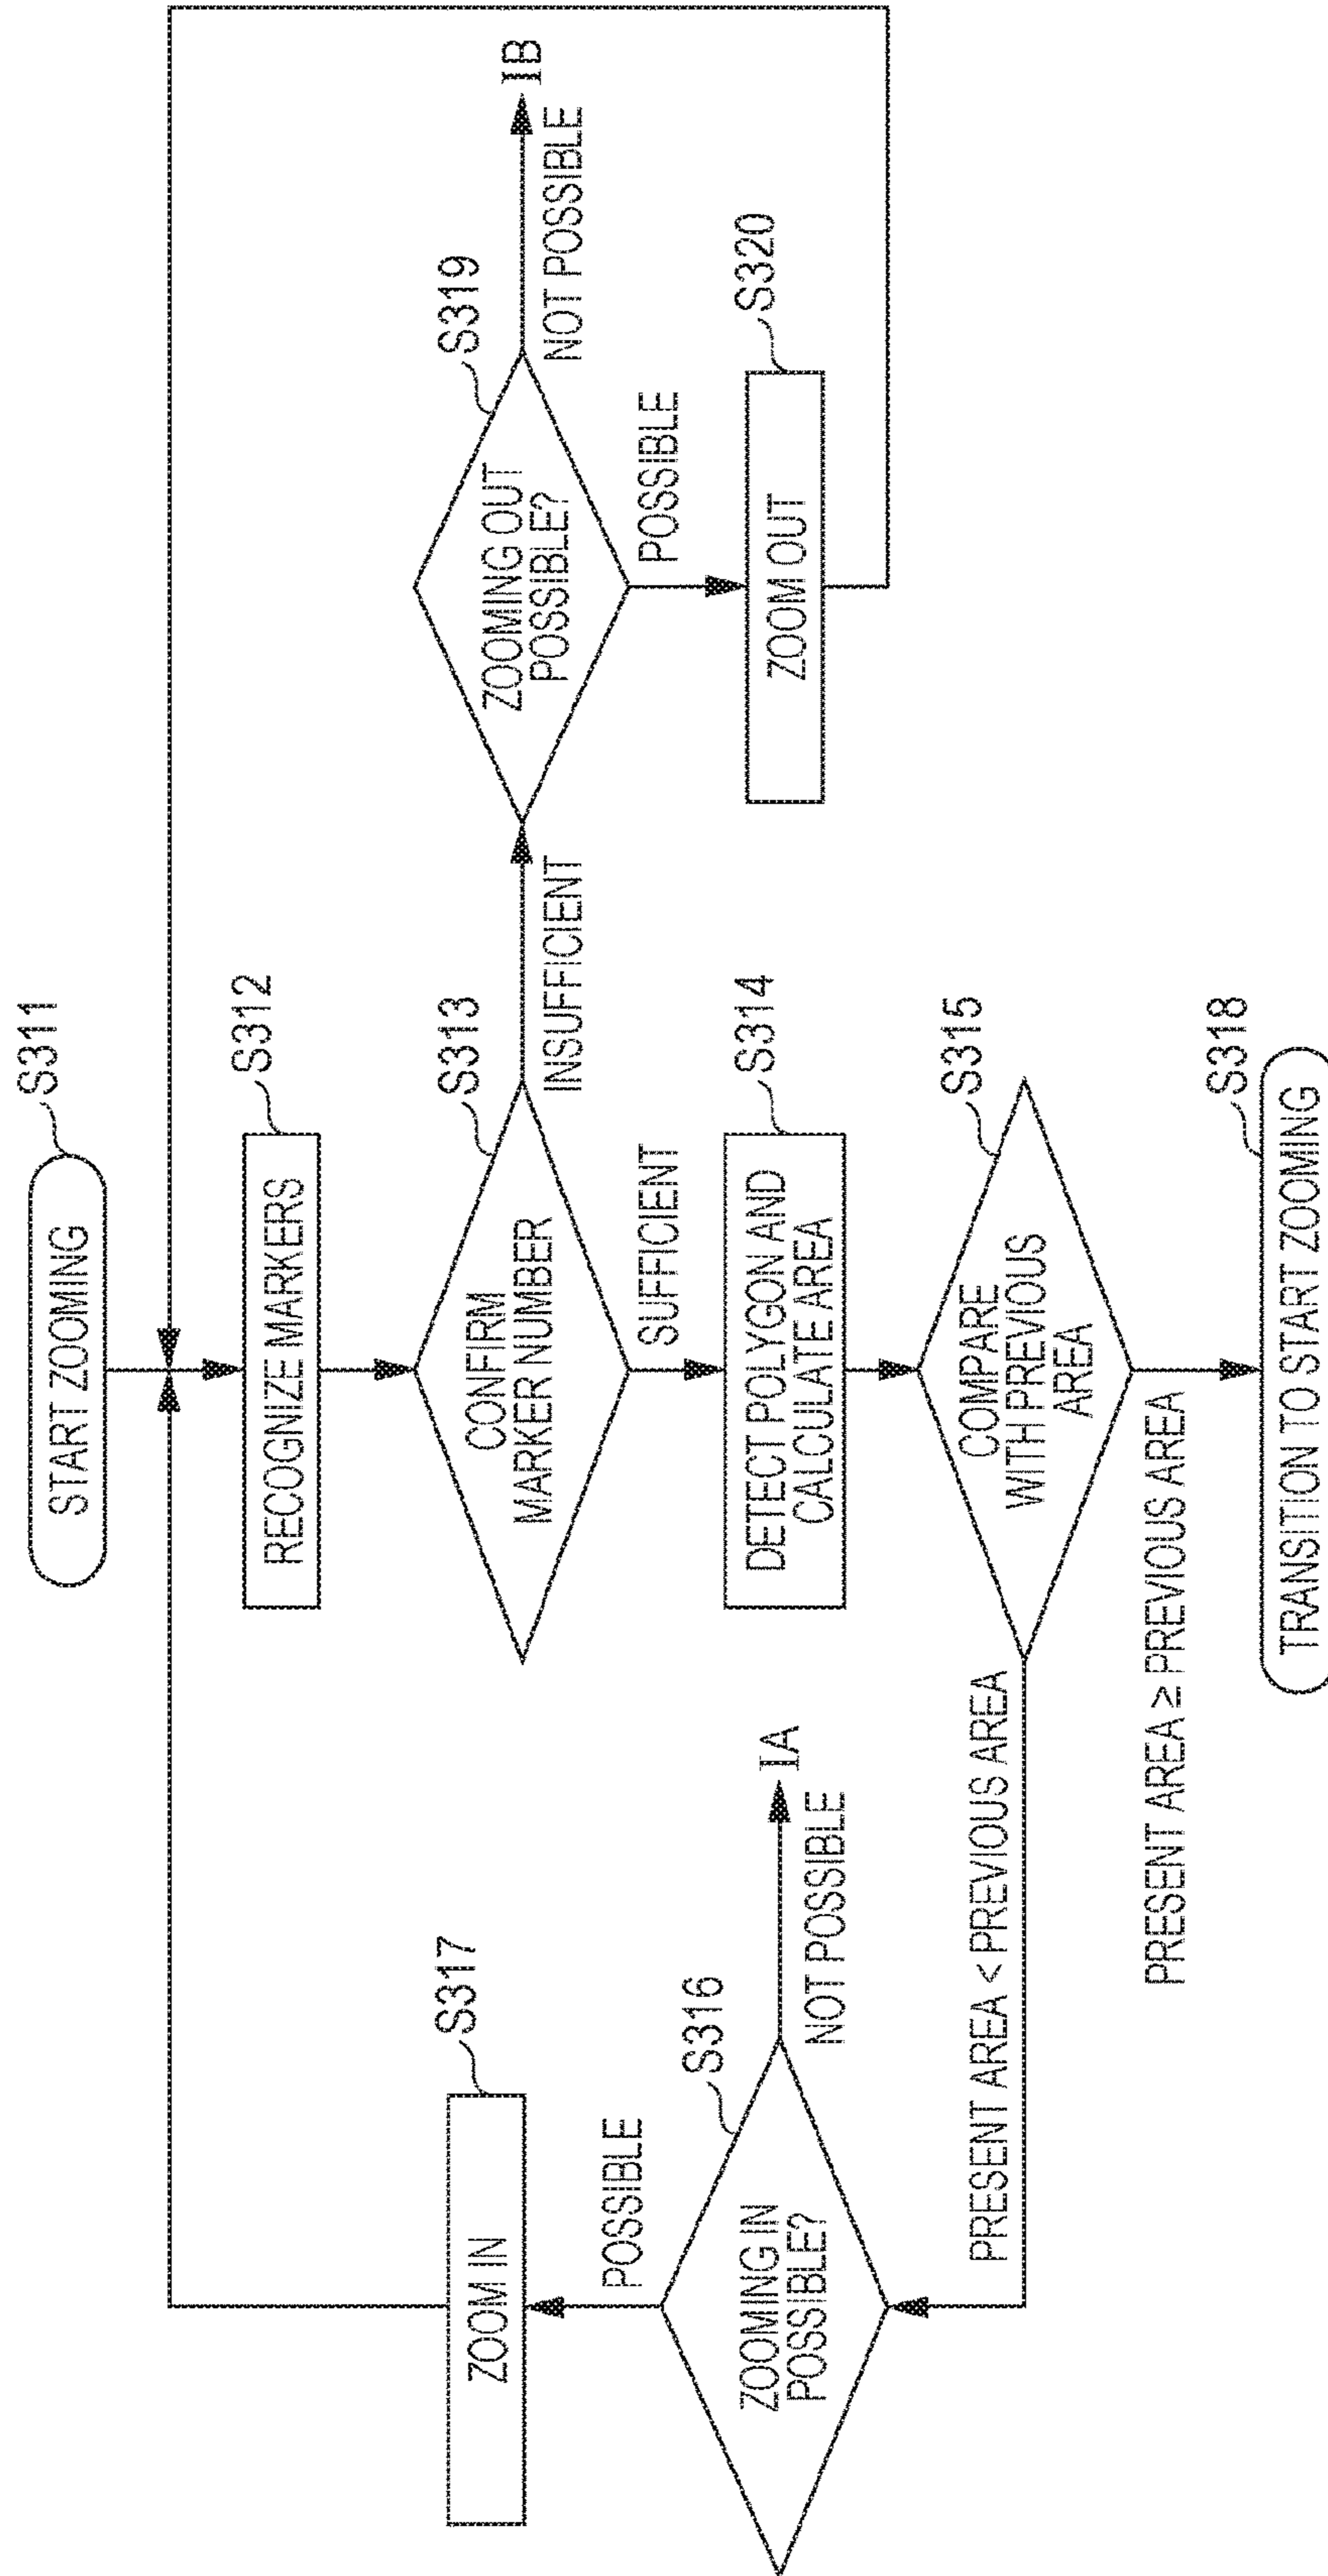 START ZOOMING
S311
RECOGNIZE MARKERS
S312
CONFIRM
MARKER NUMBER
S313
INSUFFICIENT
SUFFICIENT
ZOOMING OUT
POSSIBLE?
S319
NOT POSSIBLE
IB
POSSIBLE
ZOOM OUT
S320
DETECT POLYGON AND
CALCULATE AREA
S314
COMPARE
WITH PREVIOUS
AREA
S315
PRESENT AREA < PREVIOUS AREA
PRESENT AREA ≥ PREVIOUS AREA
ZOOMING IN
POSSIBLE?
S316
NOT POSSIBLE
IA
POSSIBLE
ZOOM IN
S317
TRANSITION TO START ZOOMING
S318